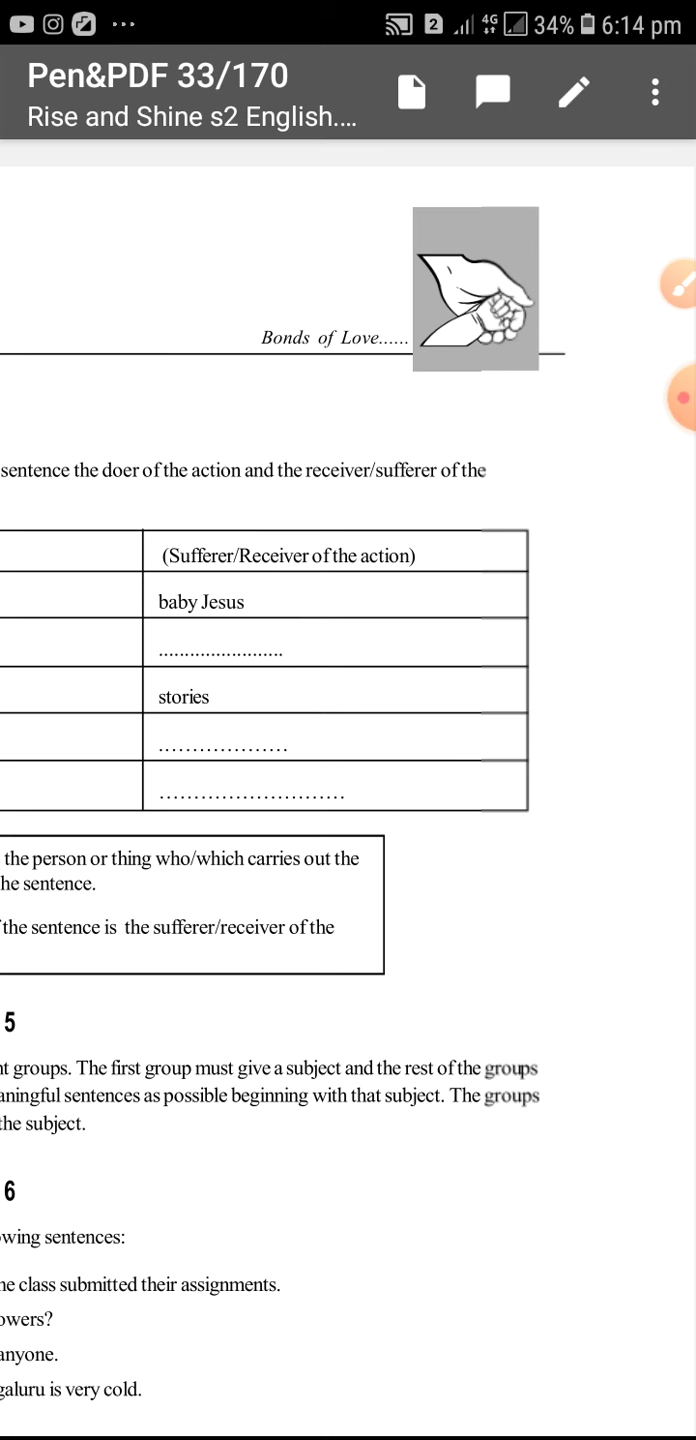 2 4G 34% 6:14 pm
Pen&PDF 33/170
Rise and Shine s2 English....
Bonds of Love......
sentence the doer of the action and the receiver/sufferer of the
(Sufferer/Receiver of the action)
baby Jesus
........................
stories
...................
...........................
the person or thing who/which carries out the
he sentence.
the sentence is the sufferer/receiver of the
5
nt groups. The first group must give a subject and the rest of the groups
aningful sentences as possible beginning with that subject. The groups
the subject.
6
wing sentences:
he class submitted their assignments.
owers?
anyone.
galuru is very cold.